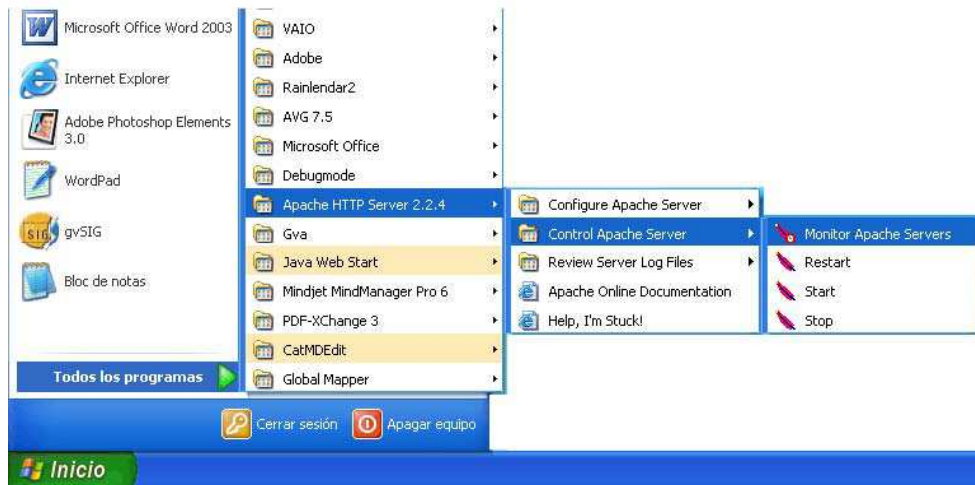 Microsoft Office Word 2003
Internet Explorer
Adobe Photoshop Elements
3.0
WordPad
gvSIG
Bloc de notas
Todos los programas
VAIO
Adobe
Rainlendar2
AVG 7.5
Microsoft Office
Debugmode
Apache HTTP Server 2.2.4
Gva
Java Web Start
Mindjet MindManager Pro 6
PDF-XChange 3
CatMDEdit
Global Mapper
Configure Apache Server
Control Apache Server
Review Server Log Files
Apache Online Documentation
Help, I'm Stuck!
Monitor Apache Servers
Restart
Start
Stop
Cerrar sesión
Apagar equipo
Inicio